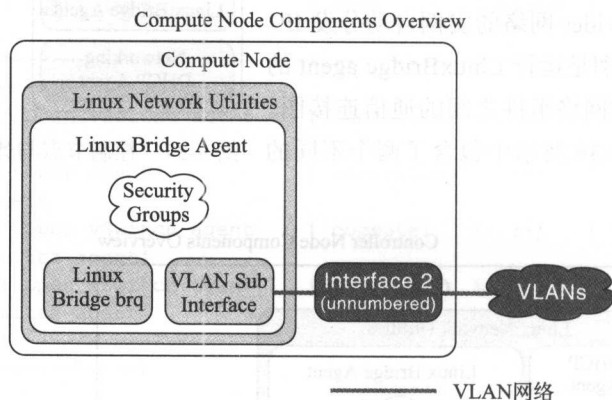 Compute Node Components Overview
Compute Node
Linux Network Utilities
Linux Bridge Agent
Security
Groups
Linux
Bridge brq
VLAN Sub
Interface
Interface 2
(unnumbered)
VLANs
VLAN网络